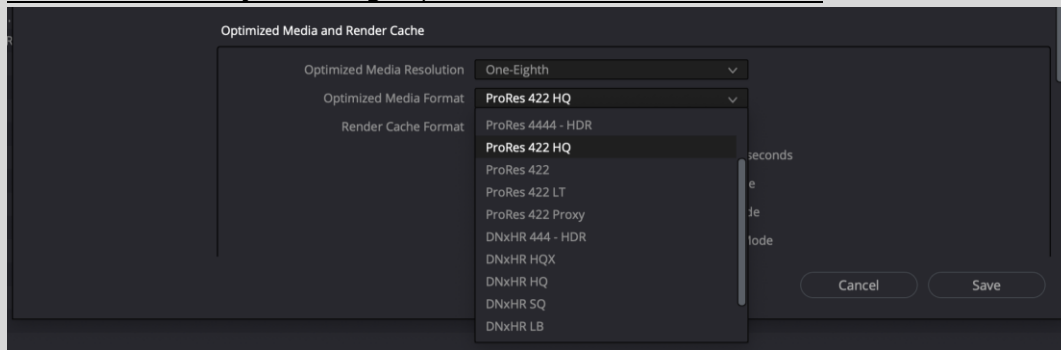 Optimized Media and Render Cache
Optimized Media Resolution One-Eighth
Optimized Media Format ProRes 422 HQ
Render Cache Format ProRes 4444 - HDR
ProRes 422 HQ
seconds
ProRes 422
e
ProRes 422 LT
de
ProRes 422 Proxy
DNxHR 444 - HDR
Mode
DNxHR HQX
DNxHR HQ
Cancel Save
DNxHR SQ
DNxHR LB